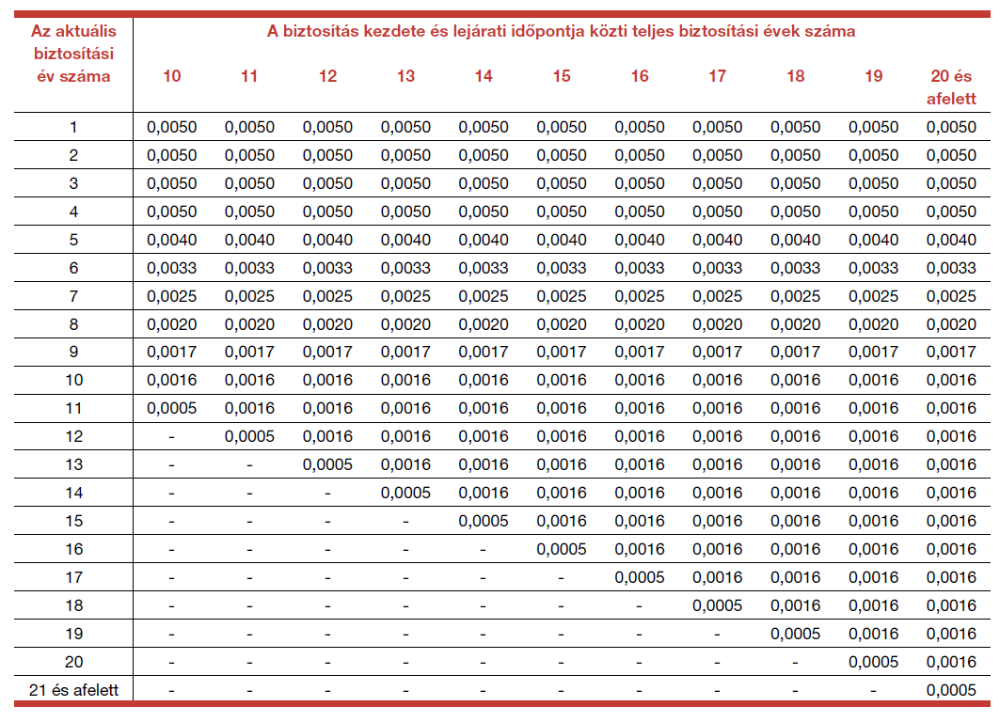 Az aktuális biztosítási év száma
A biztosítás kezdete és lejárati időpontja közti teljes biztosítási évek száma
10 11 12 13 14 15 16 17 18 19 20 és afelett
1 0,0050 0,0050 0,0050 0,0050 0,0050 0,0050 0,0050 0,0050 0,0050 0,0050 0,0050
2 0,0050 0,0050 0,0050 0,0050 0,0050 0,0050 0,0050 0,0050 0,0050 0,0050 0,0050
3 0,0050 0,0050 0,0050 0,0050 0,0050 0,0050 0,0050 0,0050 0,0050 0,0050 0,0050
4 0,0050 0,0050 0,0050 0,0050 0,0050 0,0050 0,0050 0,0050 0,0050 0,0050 0,0050
5 0,0040 0,0040 0,0040 0,0040 0,0040 0,0040 0,0040 0,0040 0,0040 0,0040 0,0040
6 0,0033 0,0033 0,0033 0,0033 0,0033 0,0033 0,0033 0,0033 0,0033 0,0033 0,0033
7 0,0025 0,0025 0,0025 0,0025 0,0025 0,0025 0,0025 0,0025 0,0025 0,0025 0,0025
8 0,0020 0,0020 0,0020 0,0020 0,0020 0,0020 0,0020 0,0020 0,0020 0,0020 0,0020
9 0,0017 0,0017 0,0017 0,0017 0,0017 0,0017 0,0017 0,0017 0,0017 0,0017 0,0017
10 0,0016 0,0016 0,0016 0,0016 0,0016 0,0016 0,0016 0,0016 0,0016 0,0016 0,0016
11 0,0005 0,0016 0,0016 0,0016 0,0016 0,0016 0,0016 0,0016 0,0016 0,0016 0,0016
12 - 0,0005 0,0016 0,0016 0,0016 0,0016 0,0016 0,0016 0,0016 0,0016 0,0016
13 - - 0,0005 0,0016 0,0016 0,0016 0,0016 0,0016 0,0016 0,0016 0,0016
14 - - - 0,0005 0,0016 0,0016 0,0016 0,0016 0,0016 0,0016 0,0016
15 - - - - 0,0005 0,0016 0,0016 0,0016 0,0016 0,0016 0,0016
16 - - - - - 0,0005 0,0016 0,0016 0,0016 0,0016 0,0016
17 - - - - - - 0,0005 0,0016 0,0016 0,0016 0,0016
18 - - - - - - - 0,0005 0,0016 0,0016 0,0016
19 - - - - - - - - 0,0005 0,0016 0,0016
20 - - - - - - - - - 0,0005 0,0016
21 és afelett - - - - - - - - - - 0,0005